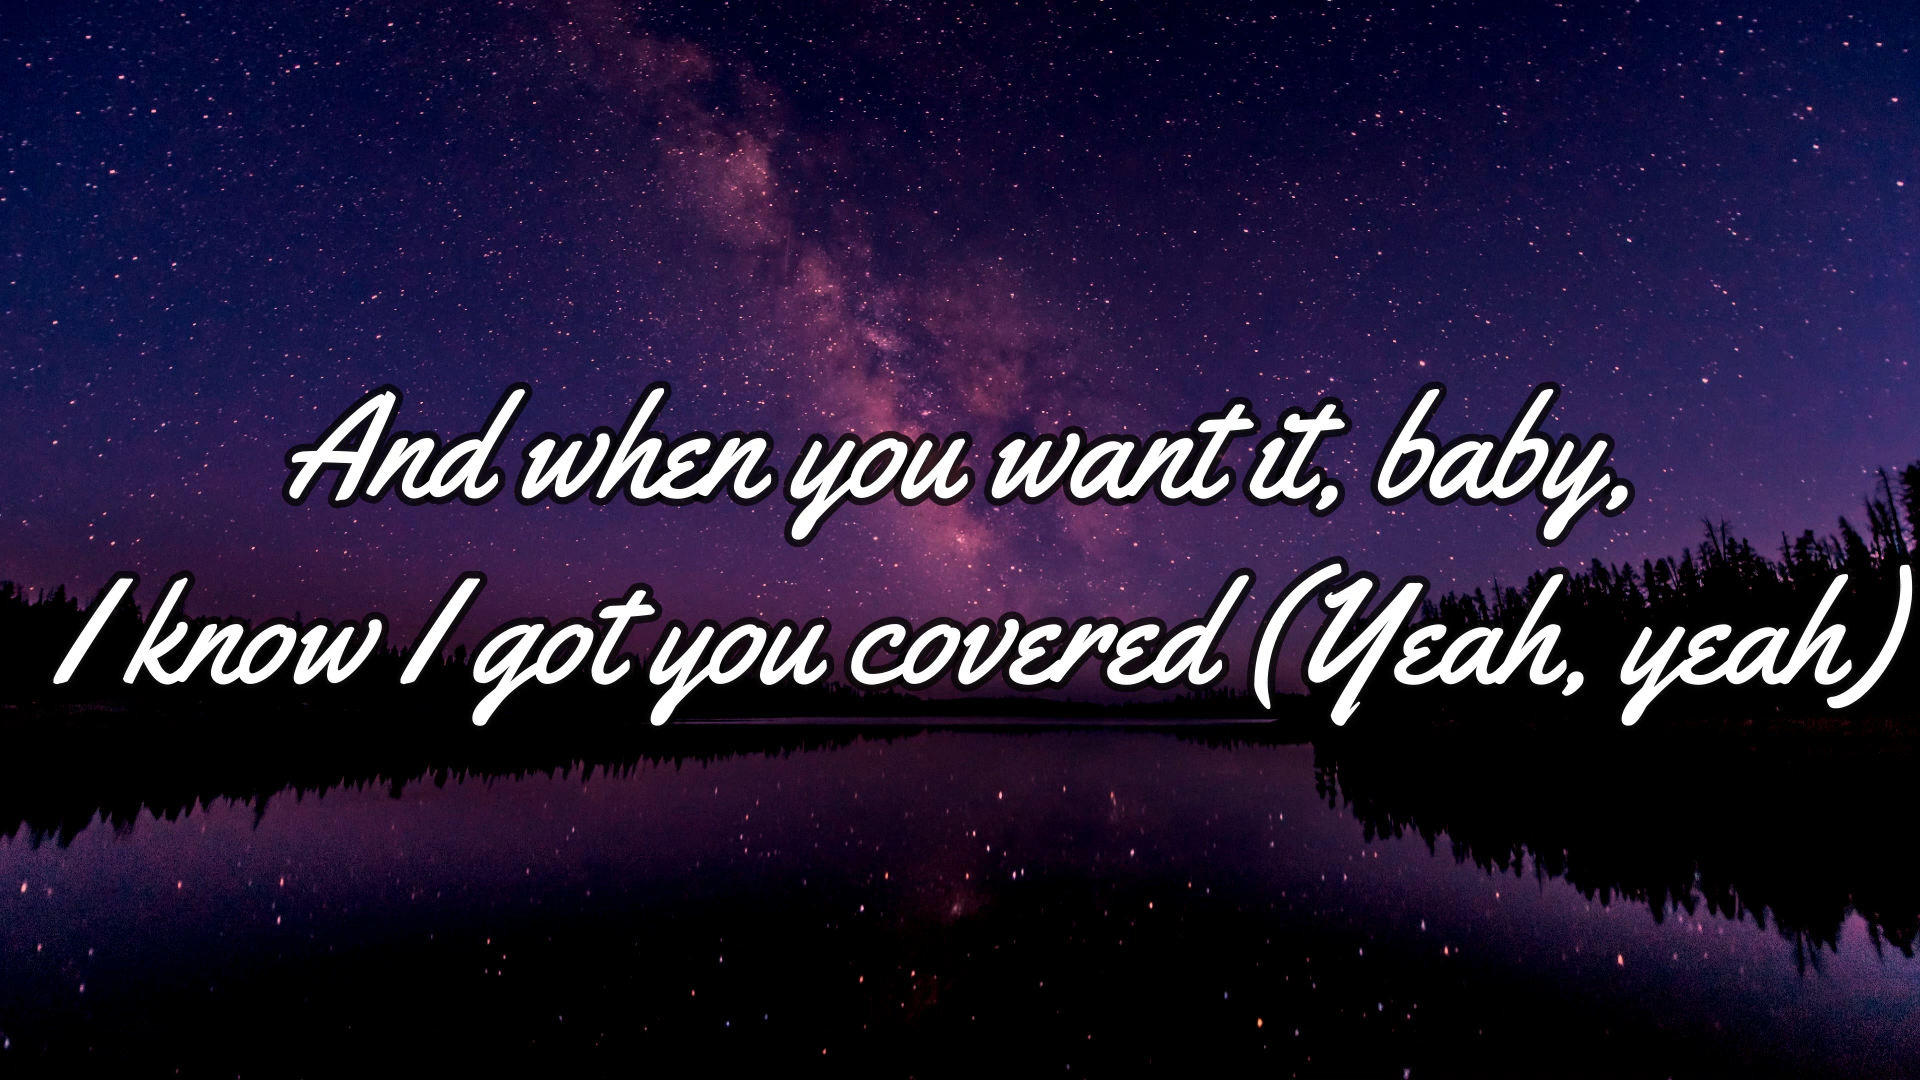 And when you want it, baby,
I know I got you covered (Yeah, yeah)